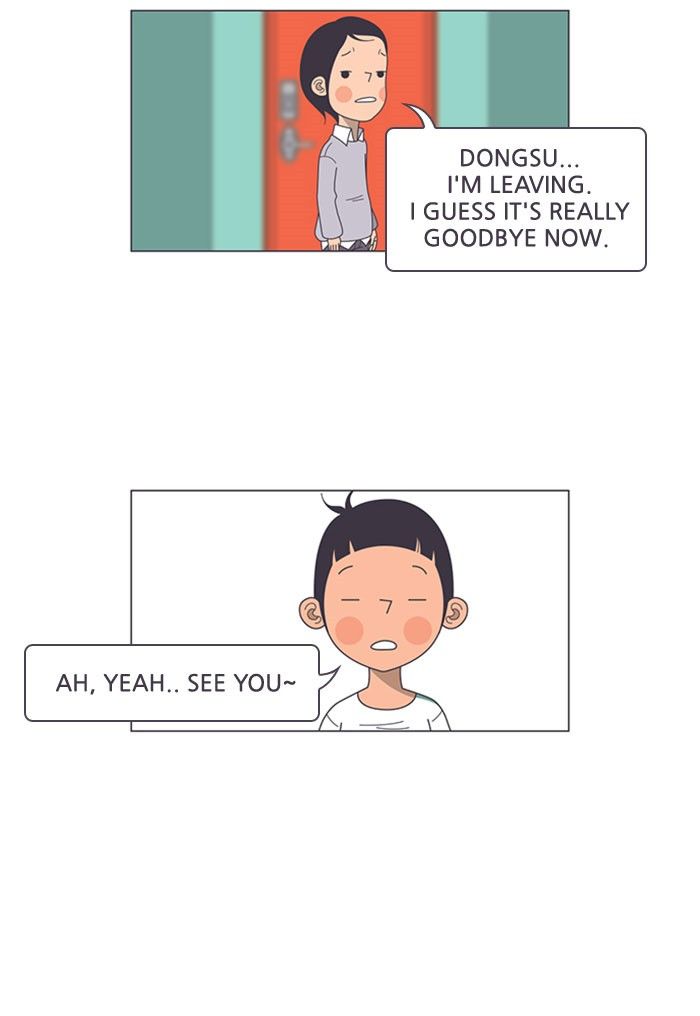 DONGSU...
I'M LEAVING.
I GUESS IT'S REALLY
GOODBYE NOW.
AH, YEAH.. SEE YOU~